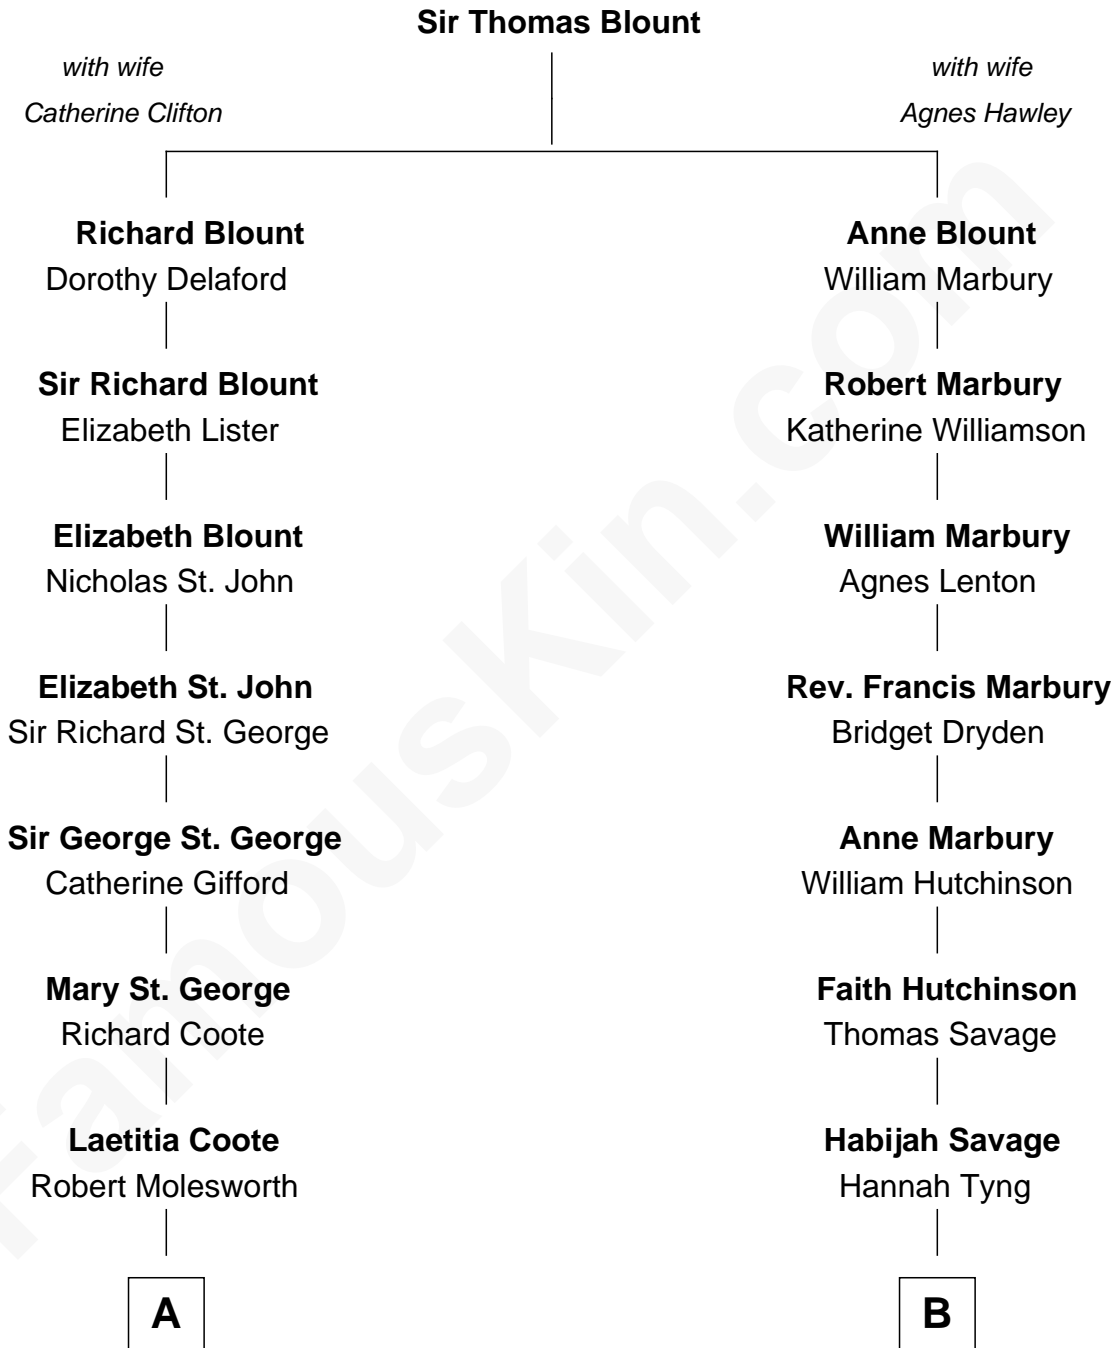 Sir Thomas Blount
with wife
Catherine Clifton
with wife
Agnes Hawley
Richard Blount
Dorothy Delaford
Anne Blount
William Marbury
Sir Richard Blount
Elizabeth Lister
Robert Marbury
Katherine Williamson
Elizabeth Blount
Nicholas St. John
William Marbury
Agnes Lenton
Elizabeth St. John
Sir Richard St. George
Rev. Francis Marbury
Bridget Dryden
Sir George St. George
Catherine Gifford
Anne Marbury
William Hutchinson
Mary St. George
Richard Coote
Faith Hutchinson
Thomas Savage
Laetitia Coote
Robert Molesworth
Habijah Savage
Hannah Tyng
A
B
FamousKin.com